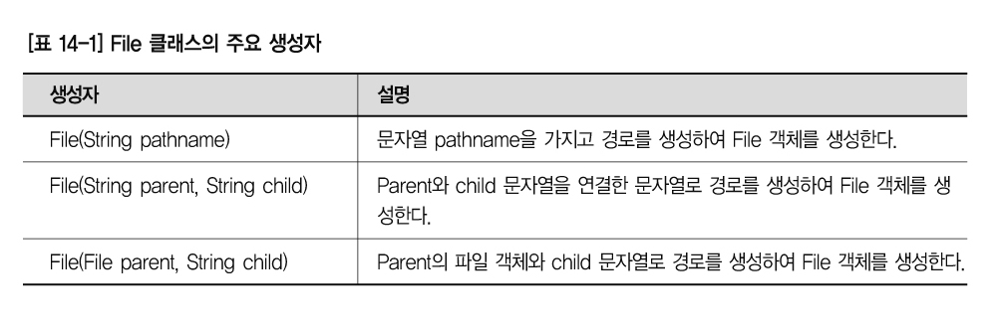 [표 14-1] File 클래스의 주요 생성자
생성자 설명
File(String pathname) 문자열 pathname을 가지고 경로를 생성하여 File 객체를 생성한다.
File(String parent, String child) Parent와 child 문자열을 연결한 문자열로 경로를 생성하여 File 객체를 생
성한다.
File(File parent, String child) Parent의 파일 객체와 child 문자열로 경로를 생성하여 File 객체를 생성한다.